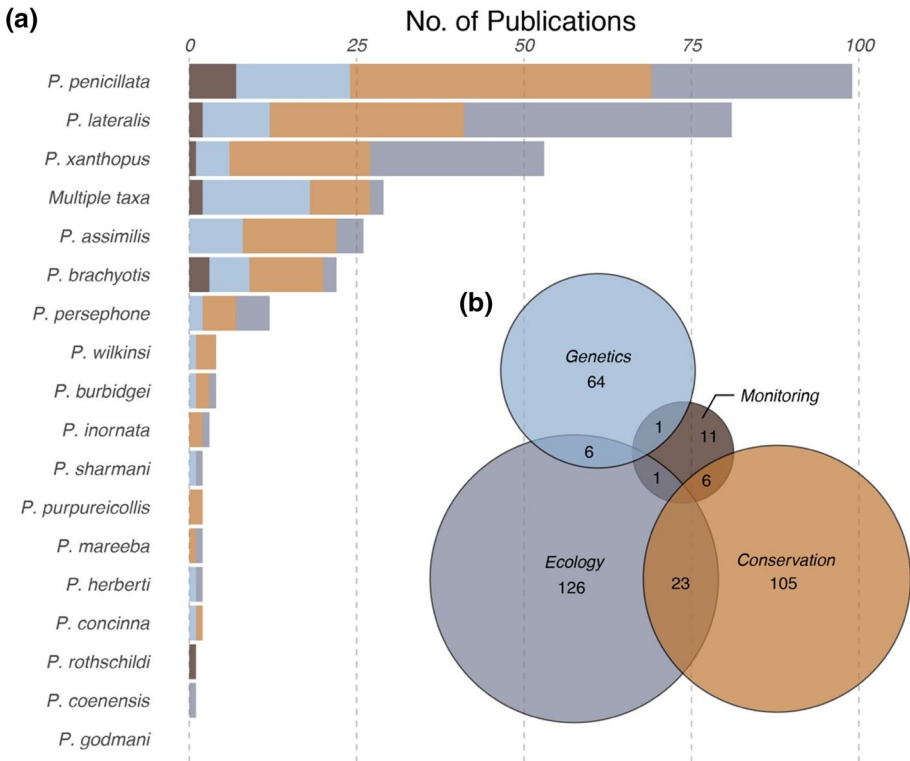 (a)
No. of Publications
0 25 50 75 100
P. penicillata
P. lateralis
P. xanthopus
Multiple taxa
P. assimilis
P. brachyotis
P. persephone
P. wilkinsi
P. burbidgei
P. inornata
P. sharmani
P. purpureicollis
P. mareeba
P. herberti
P. concinna
P. rothschildi
P. coenensis
P. godmani
(b)
Genetics
64
Monitoring
1
11
6
1
6
Ecology
126
23
Conservation
105